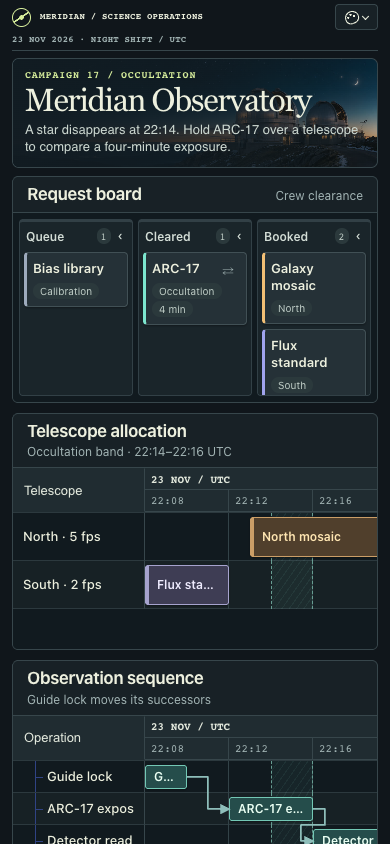 MERIDIAN / SCIENCE OPERATIONS
23 NOV 2026 · NIGHT SHIFT / UTC
CAMPAIGN 17 / OCCULTATION
Meridian Observatory
A star disappears at 22:14. Hold ARC-17 over a telescope
to compare a four-minute exposure.
Request board
Crew clearance
Queue 1
Cleared 1
Booked 2
Bias library
Calibration
ARC-17
Occultation
4 min
Galaxy
mosaic
North
Flux
standard
South
Telescope allocation
Occultation band · 22:14–22:16 UTC
Telescope
23 NOV / UTC
22:08 22:12 22:16
North · 5 fps
North mosaic
South · 2 fps
Flux sta...
Observation sequence
Guide lock moves its successors
Operation
23 NOV / UTC
22:08 22:12 22:16
Guide lock
G...
ARC-17 expos
ARC-17 e...
Detector read
Detector